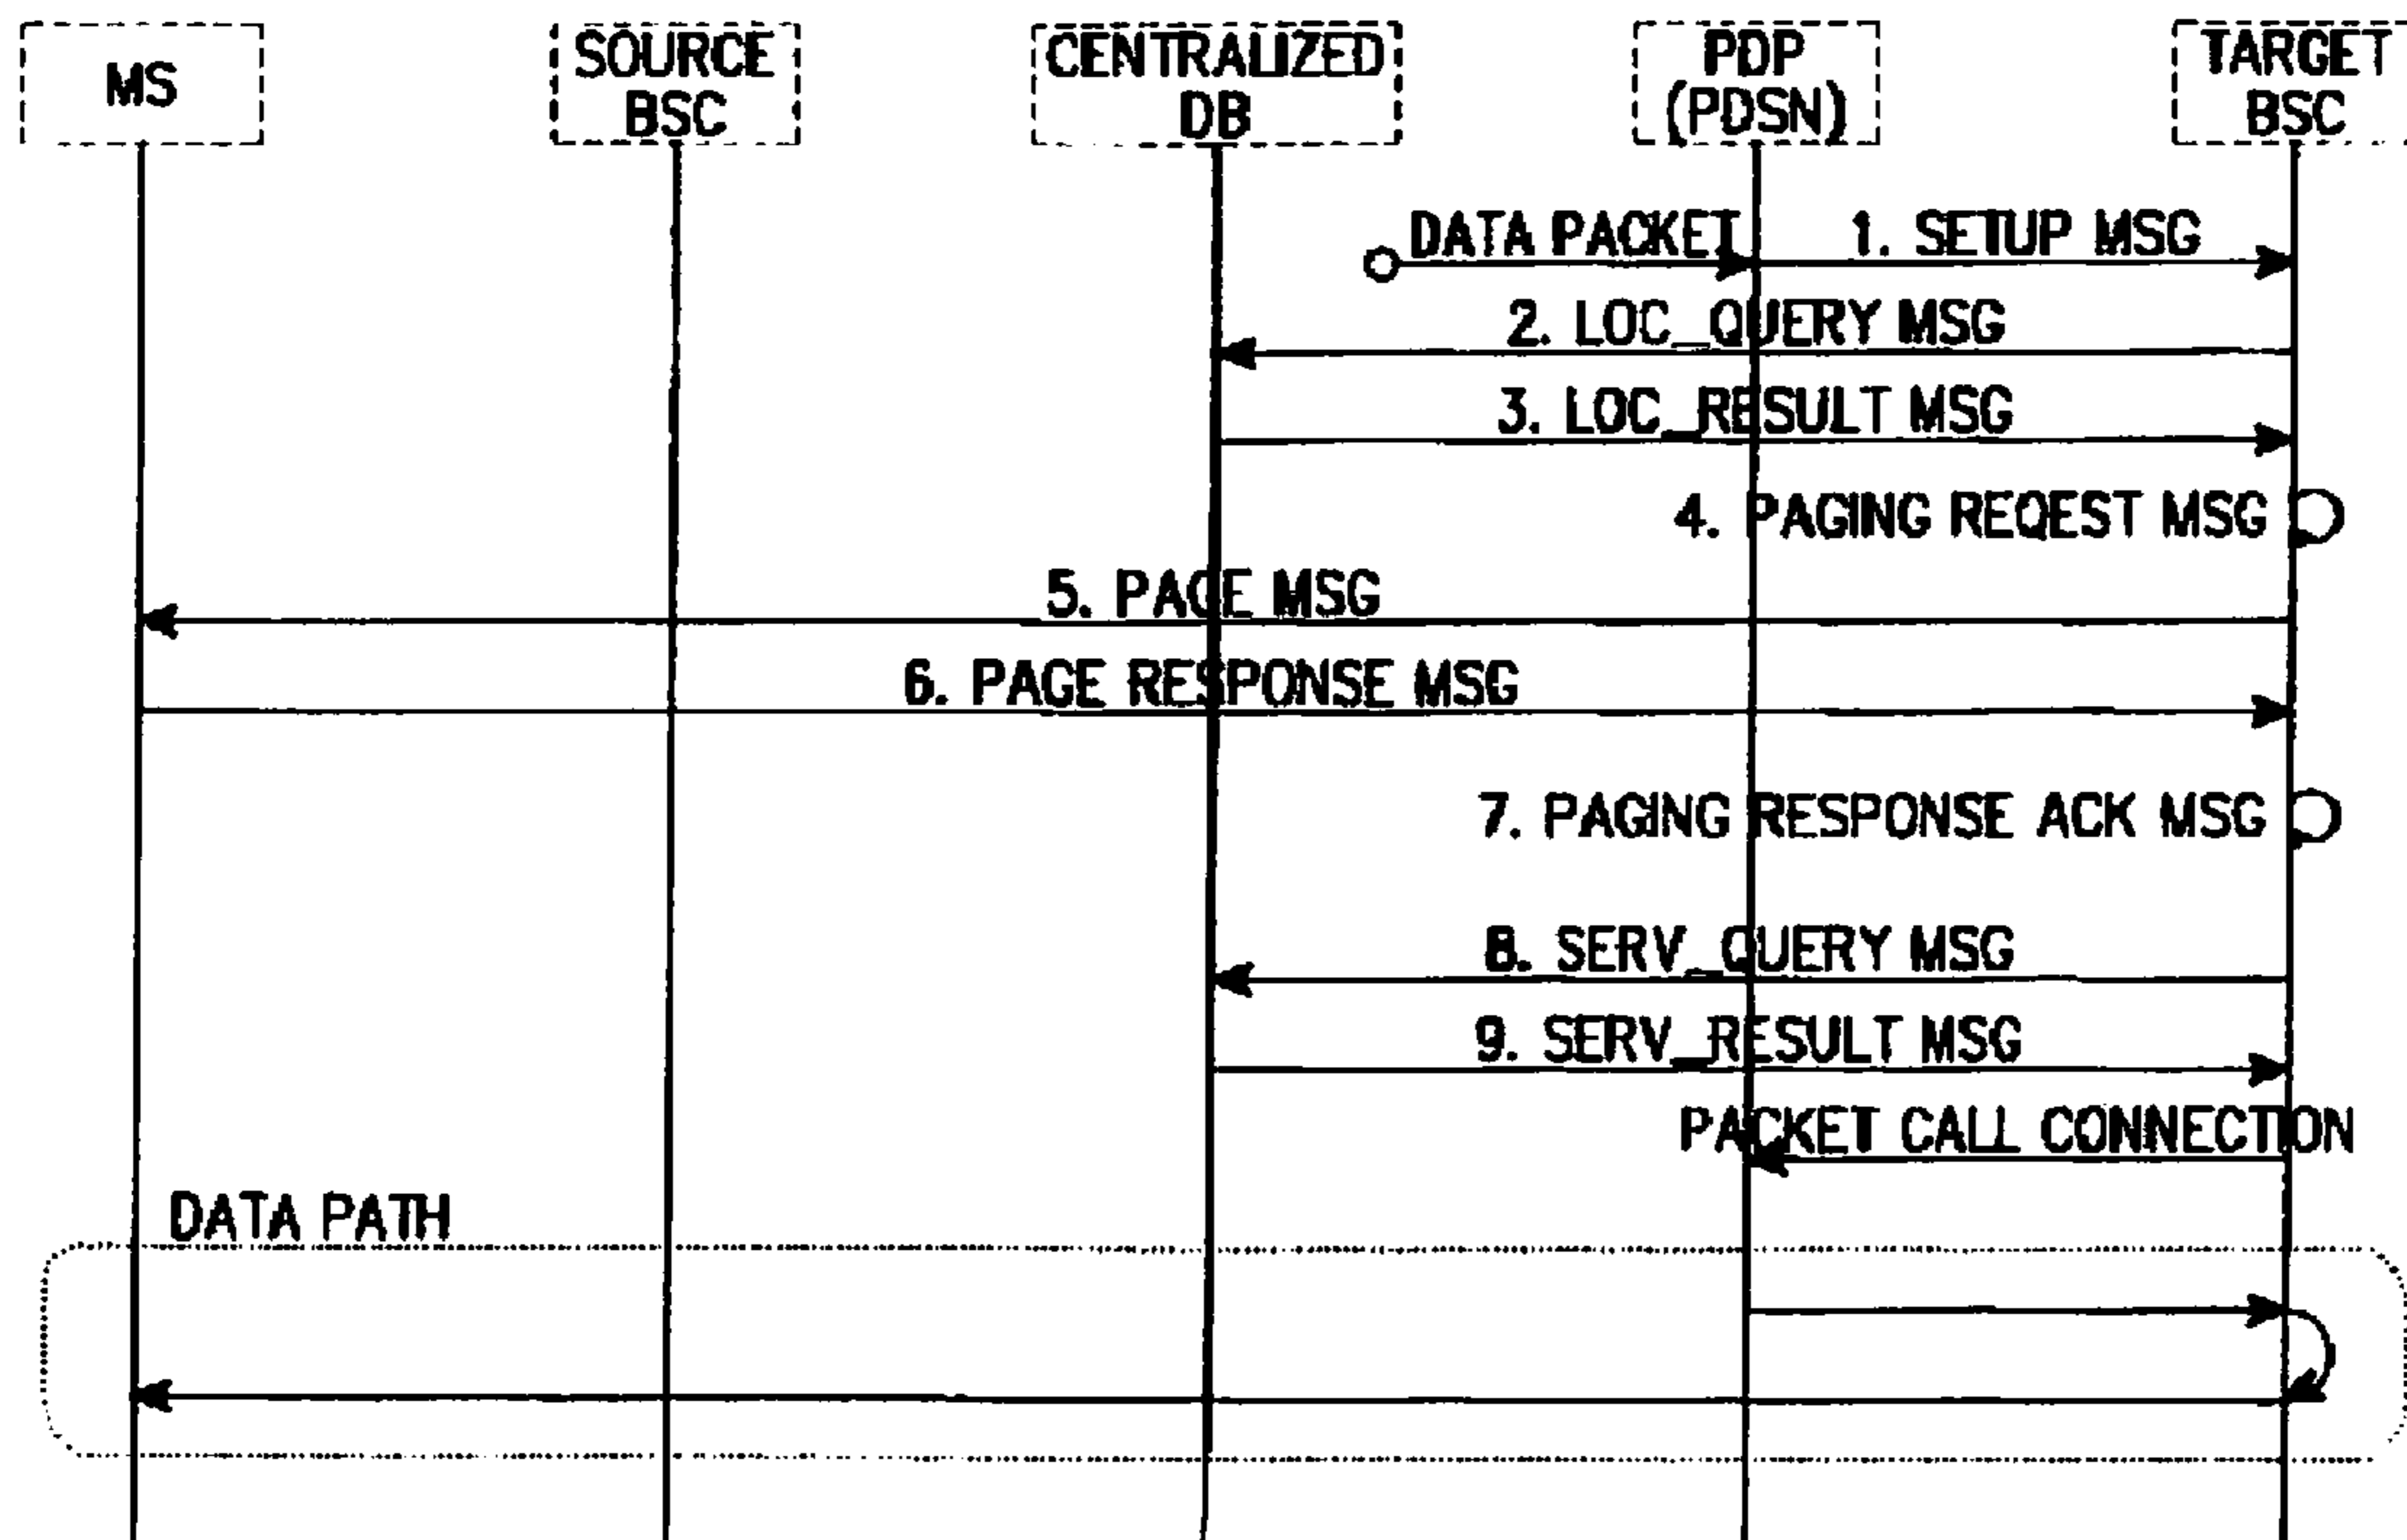 MS
SOURCE
BSC
CENTRALIZED
DB
PDP
(PDSN)
TARGET
BSC
DATA PACKET
1. SETUP MSG
2. LOC_QUERY MSG
3. LOC_RESULT MSG
4. PAGING REQEST MSG
5. PAGE MSG
6. PAGE RESPONSE MSG
7. PAGING RESPONSE ACK MSG
8. SERV_QUERY MSG
9. SERV_RESULT MSG
PACKET CALL CONNECTION
DATA PATH